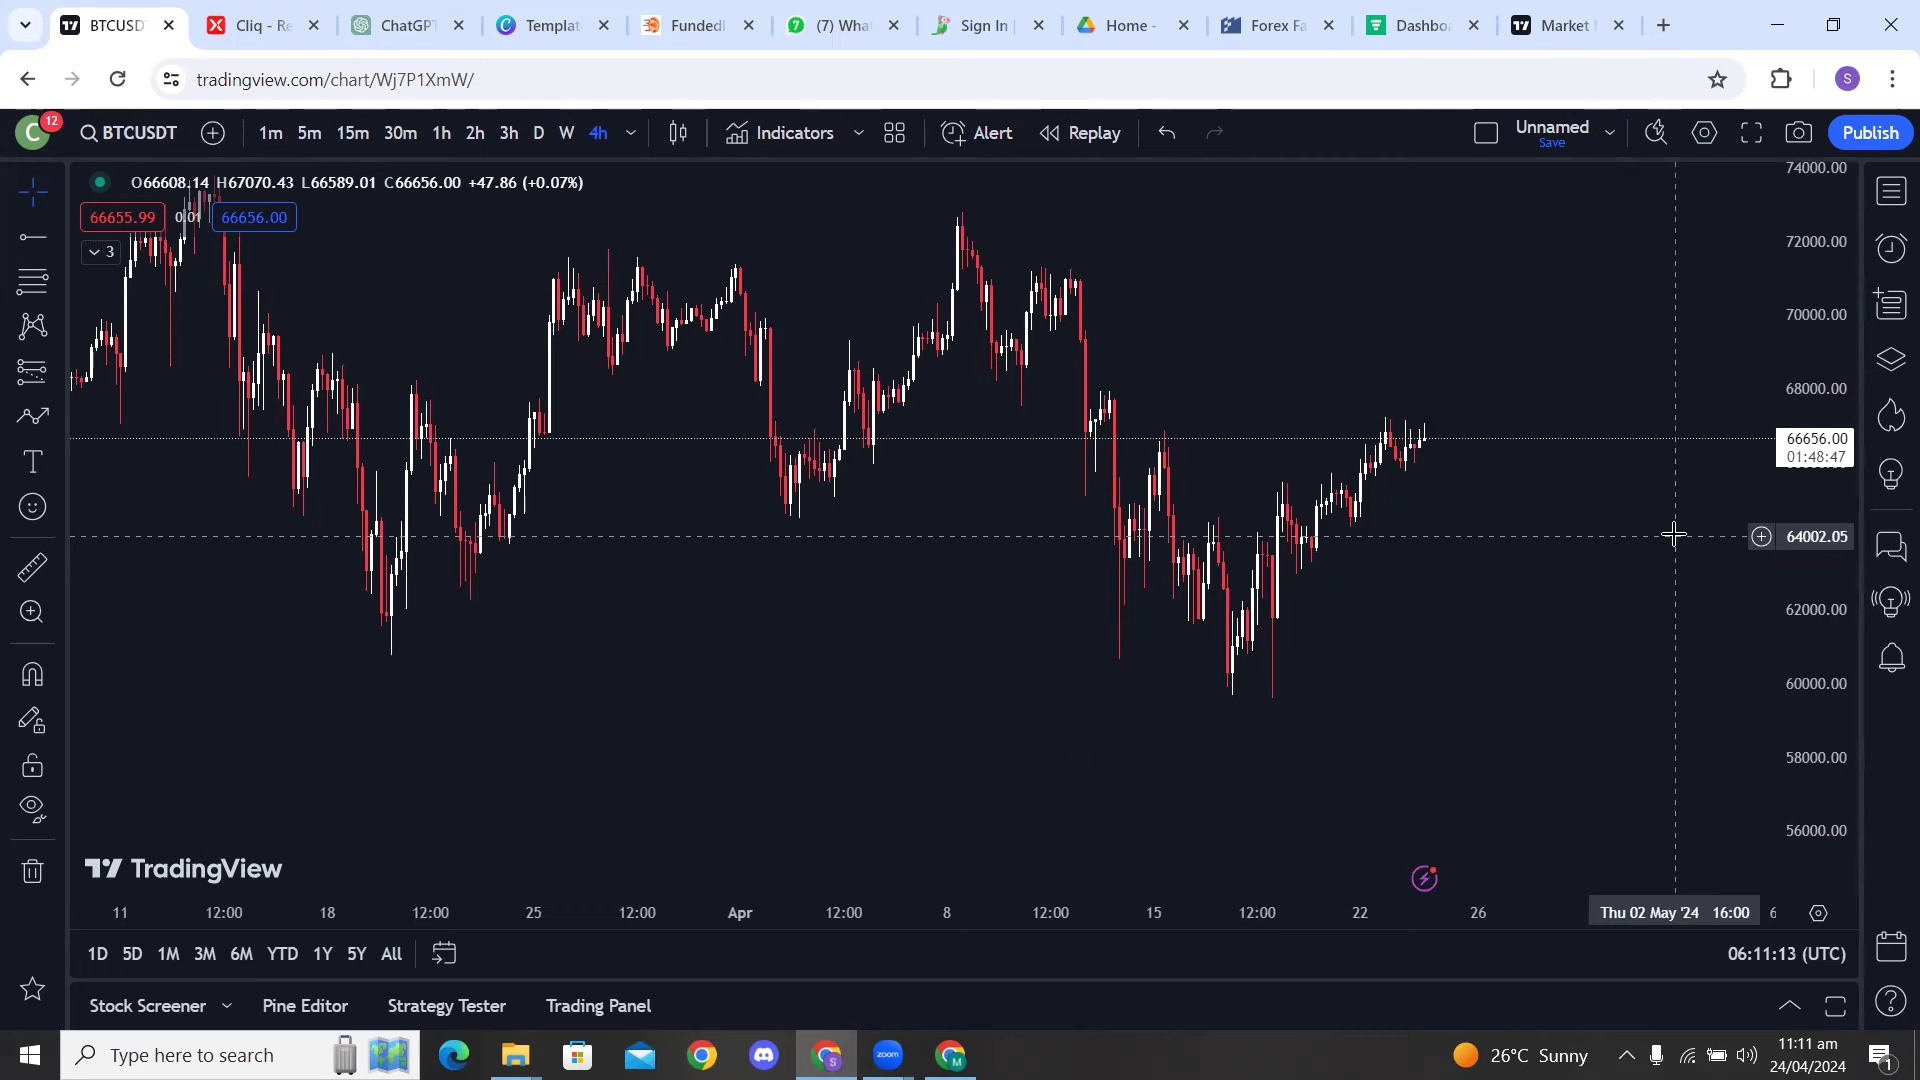 BTCUSD
Cliq - Re
ChatGPT
Templat
FundedI
(7) Wha
Sign In
Home -
Forex Fa
Dashbo
Market
tradingview.com/chart/Wj7P1XmW/
S
C
12
BTCUSDT
1m 5m 15m 30m 1h 2h 3h D W 4h
Indicators
Alert
Replay
Unnamed
Save
Publish
O66608.14 H67070.43 L66589.01 C66656.00 +47.86 (+0.07%)
66655.99 0.01 66656.00
3
74000.00
72000.00
70000.00
68000.00
66656.00
01:48:47
64002.05
62000.00
60000.00
58000.00
56000.00
TradingView
11 12:00 18 12:00 25 12:00 Apr 12:00 8 12:00 15 12:00 22 26 Thu 02 May '24 16:00 6
1D 5D 1M 3M 6M YTD 1Y 5Y All
06:11:13 (UTC)
Stock Screener Pine Editor Strategy Tester Trading Panel
Type here to search
zoom
26°C Sunny
11:11 am
24/04/2024
1